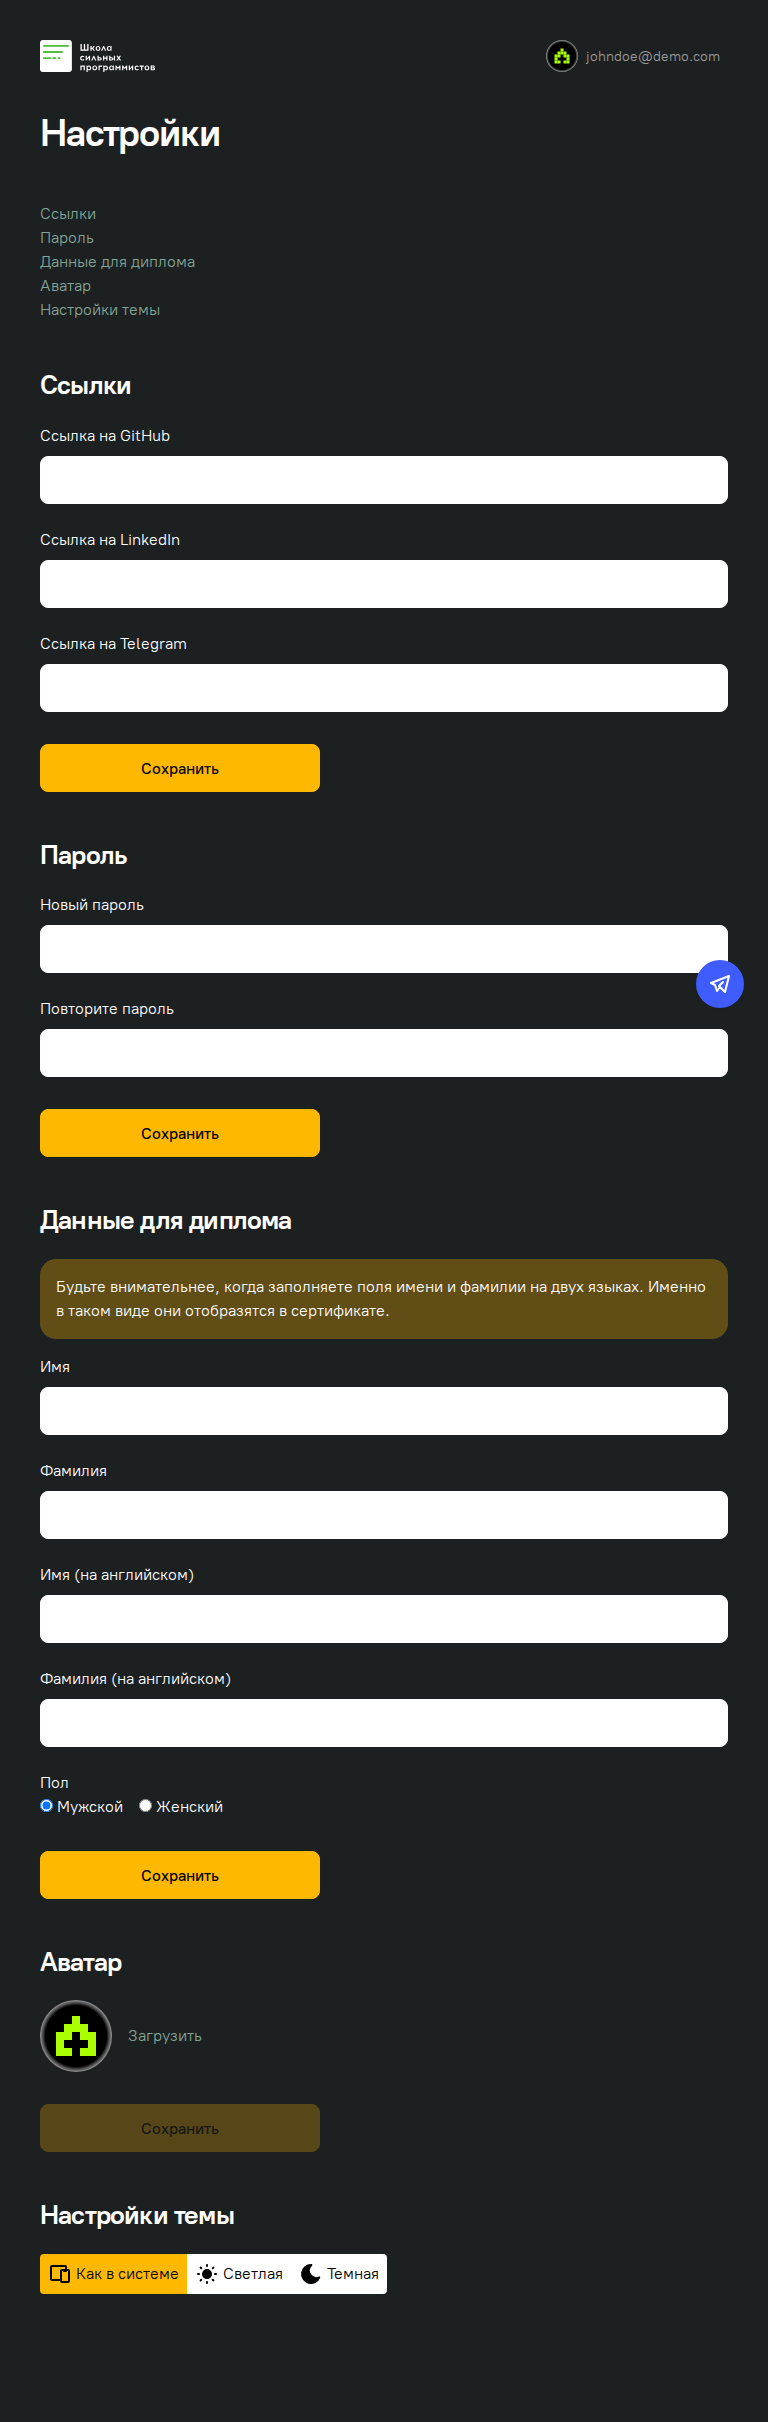 Школа
сильных
программистов
johndoe@demo.com
Настройки
Ссылки
Пароль
Данные для диплома
Аватар
Настройки темы
Ссылки
Ссылка на GitHub
Ссылка на LinkedIn
Ссылка на Telegram
Сохранить
Пароль
Новый пароль
Повторите пароль
Сохранить
Данные для диплома
Будьте внимательнее, когда заполняете поля имени и фамилии на двух языках. Именно
в таком виде они отобразятся в сертификате.
Имя
Фамилия
Имя (на английском)
Фамилия (на английском)
Пол
Мужской Женский
Сохранить
Аватар
Загрузить
Сохранить
Настройки темы
Как в системе Светлая Темная